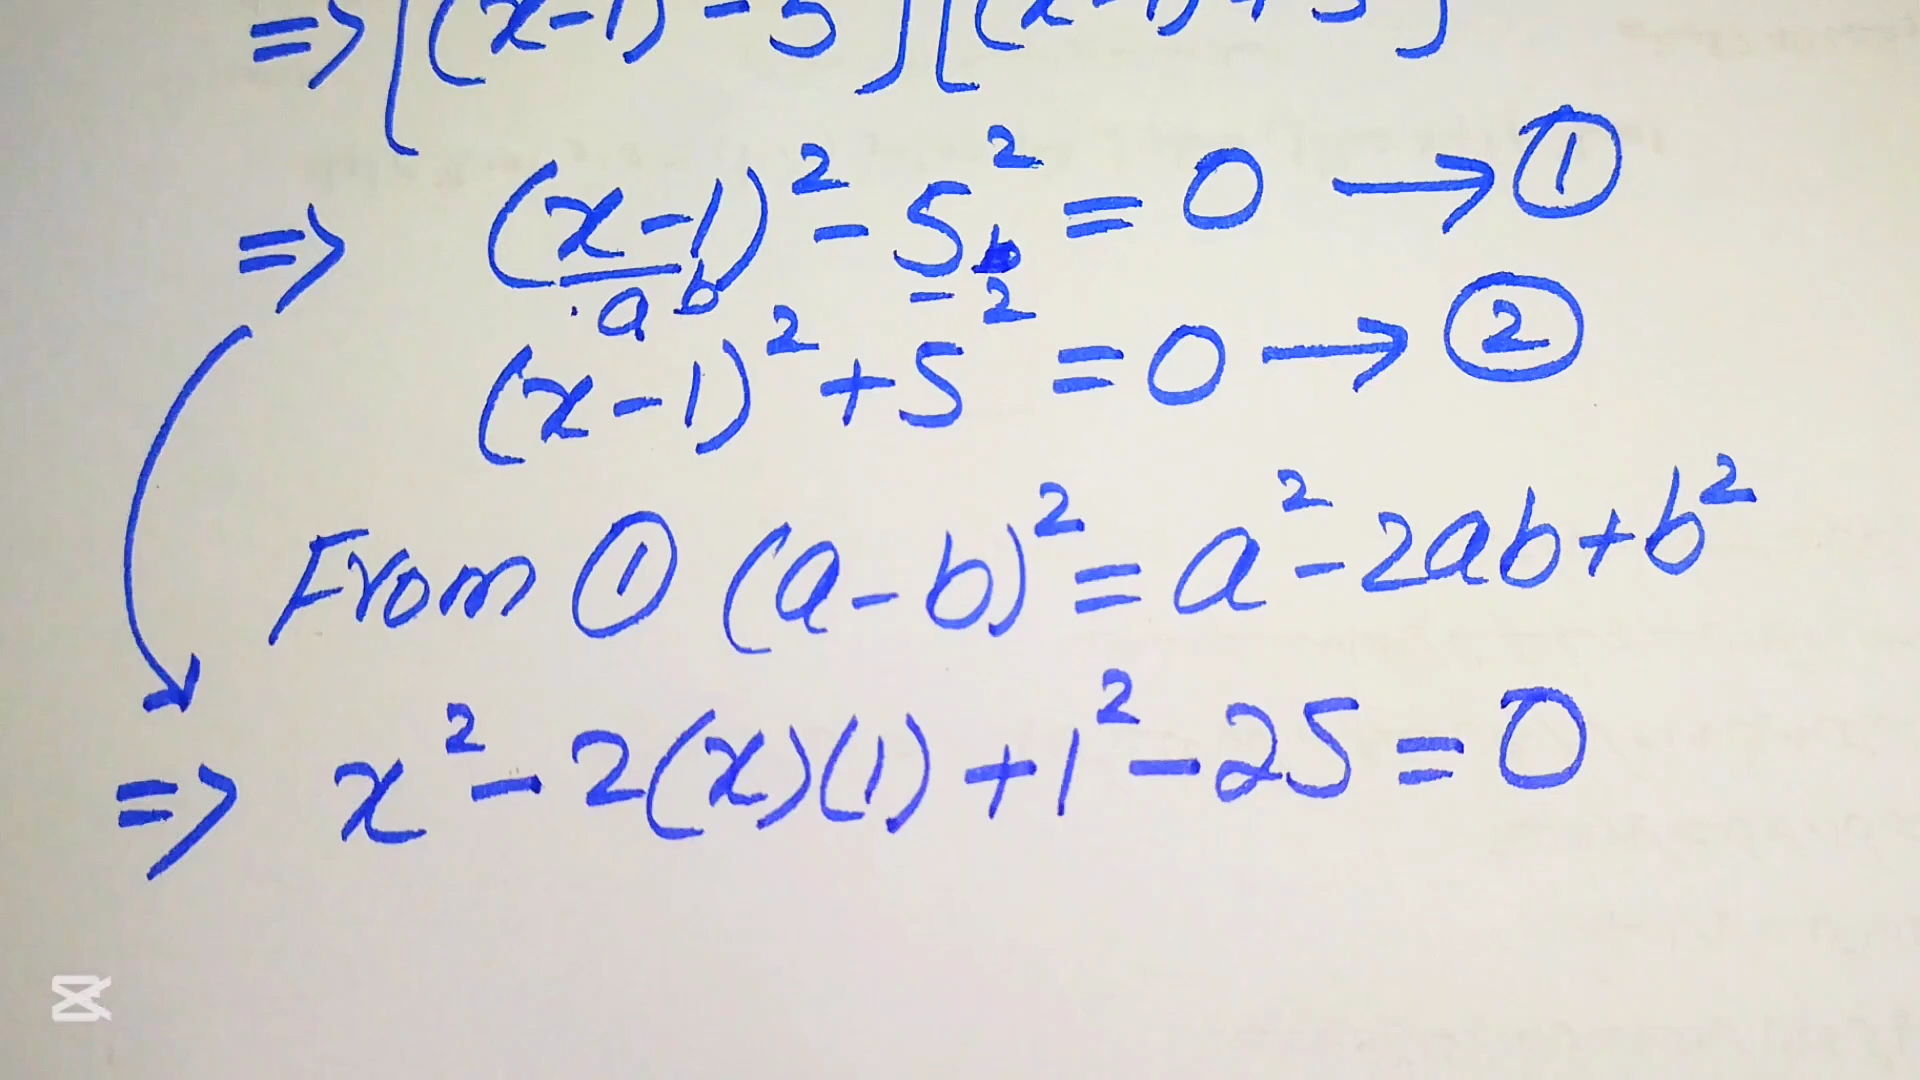 => [(x-1) - 5] [(x-1) + 5]
=> (x-1)² - 5² = 0 → ①
a b b
(x-1)² + 5² = 0 → ②
From ① (a-b)² = a² - 2ab + b²
=> x² - 2(x)(1) + 1² - 25 = 0